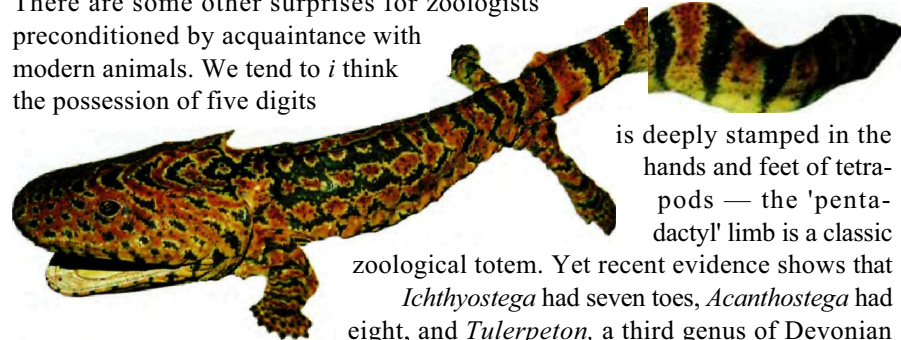 There are some other surprises for zoologists
preconditioned by acquaintance with
modern animals. We tend to i think
the possession of five digits
is deeply stamped in the
hands and feet of tetra-
pods — the 'penta-
dactyl' limb is a classic
zoological totem. Yet recent evidence shows that
Ichthyostega had seven toes, Acanthostega had
eight, and Tulerpeton, a third genus of Devonian